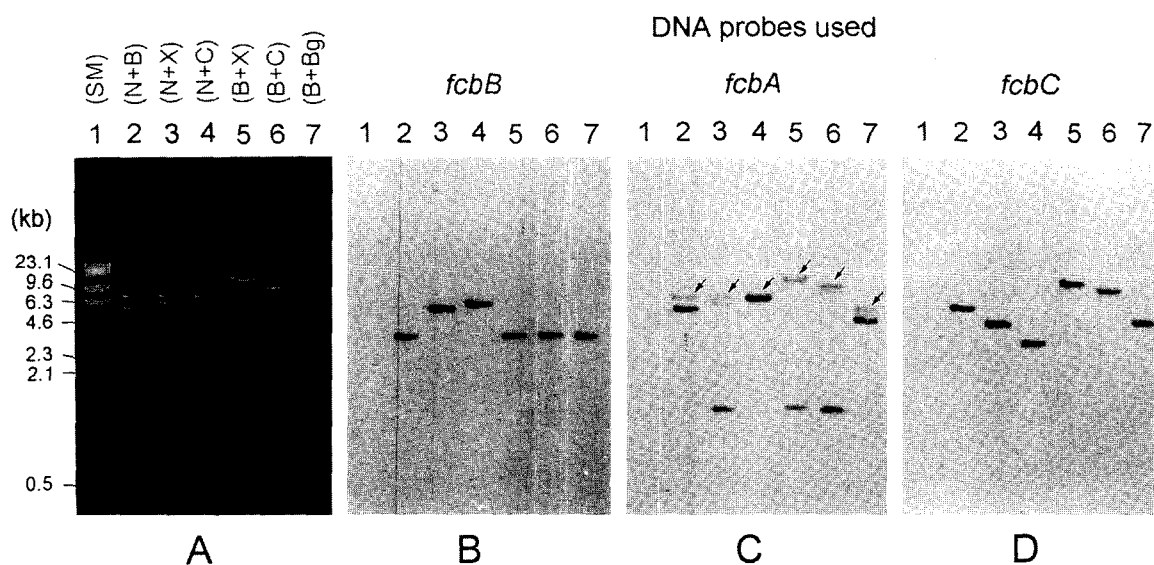 DNA probes used
(SM) (N+B) (N+X) (N+C) (B+X) (B+C) (B+Bg)
fcbB fcbA fcbC
1 2 3 4 5 6 7 1 2 3 4 5 6 7 1 2 3 4 5 6 7 1 2 3 4 5 6 7
(kb)
23.1
9.6
6.3
4.6
2.3
2.1
0.5
A B C D